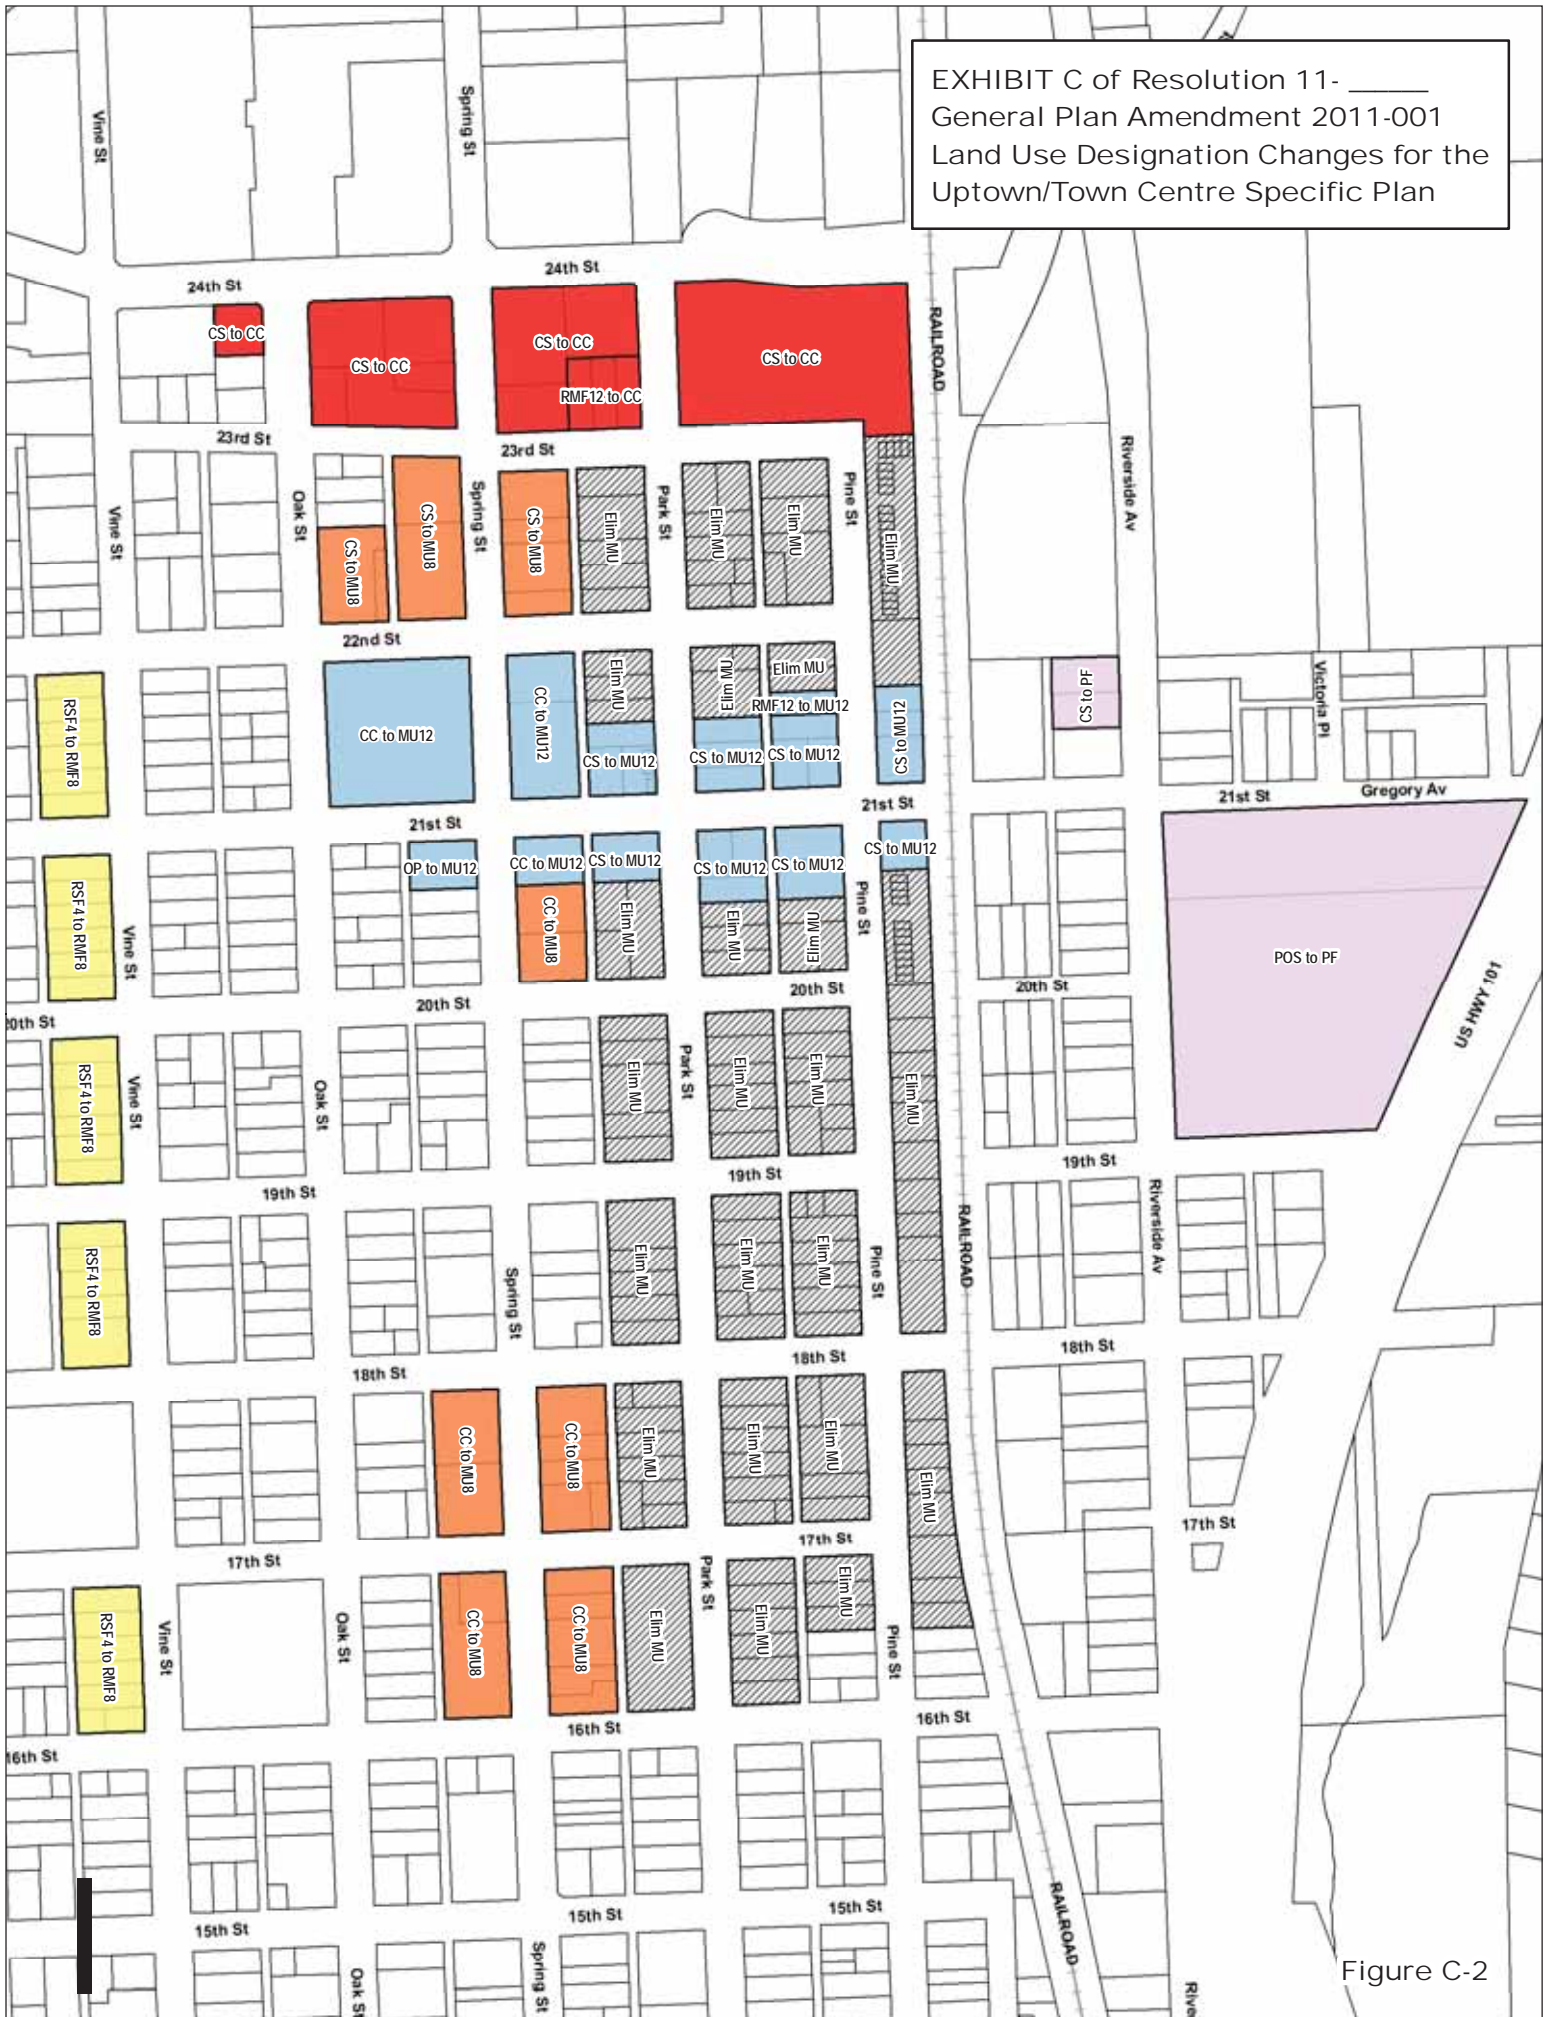 EXHIBIT C of Resolution 11- _____
General Plan Amendment 2011-001
Land Use Designation Changes for the
Uptown/Town Centre Specific Plan
Vine St
Spring St
24th St
24th St
RAILROAD
CS to CC
CS to CC
CS to CC
CS to CC
RMF12 to CC
23rd St
23rd St
Riverside Av
Vine St
Oak St
Spring St
Park St
Pine St
CS to MU8
CS to MU8
CS to MU8
Elim MU
Elim MU
Elim MU
Elim MU
22nd St
RSF4 to RMF8
CC to MU12
CC to MU12
Elim MU
CS to MU12
Elim MU
CS to MU12
Elim MU
RMF12 to MU12
CS to MU12
CS to MU12
CS to PF
Victoria Pl
21st St
21st St
21st St
Gregory Av
RSF4 to RMF8
Vine St
OP to MU12
CC to MU12
CS to MU12
CS to MU12
CS to MU12
CS to MU12
CC to MU8
Elim MU
Elim MU
Elim MU
Pine St
POS to PF
US HWY 101
20th St
20th St
20th St
20th St
RSF4 to RMF8
Vine St
Oak St
Elim MU
Park St
Elim MU
Elim MU
Elim MU
19th St
19th St
19th St
RSF4 to RMF8
Spring St
Elim MU
Elim MU
Elim MU
Pine St
RAILROAD
Riverside Av
18th St
18th St
18th St
CC to MU8
CC to MU8
Elim MU
Elim MU
Elim MU
Elim MU
17th St
17th St
17th St
RSF4 to RMF8
Vine St
Oak St
CC to MU8
CC to MU8
Elim MU
Park St
Elim MU
Elim MU
Pine St
16th St
16th St
16th St
15th St
15th St
15th St
RAILROAD
Oak St
Spring St
Rive
Figure C-2